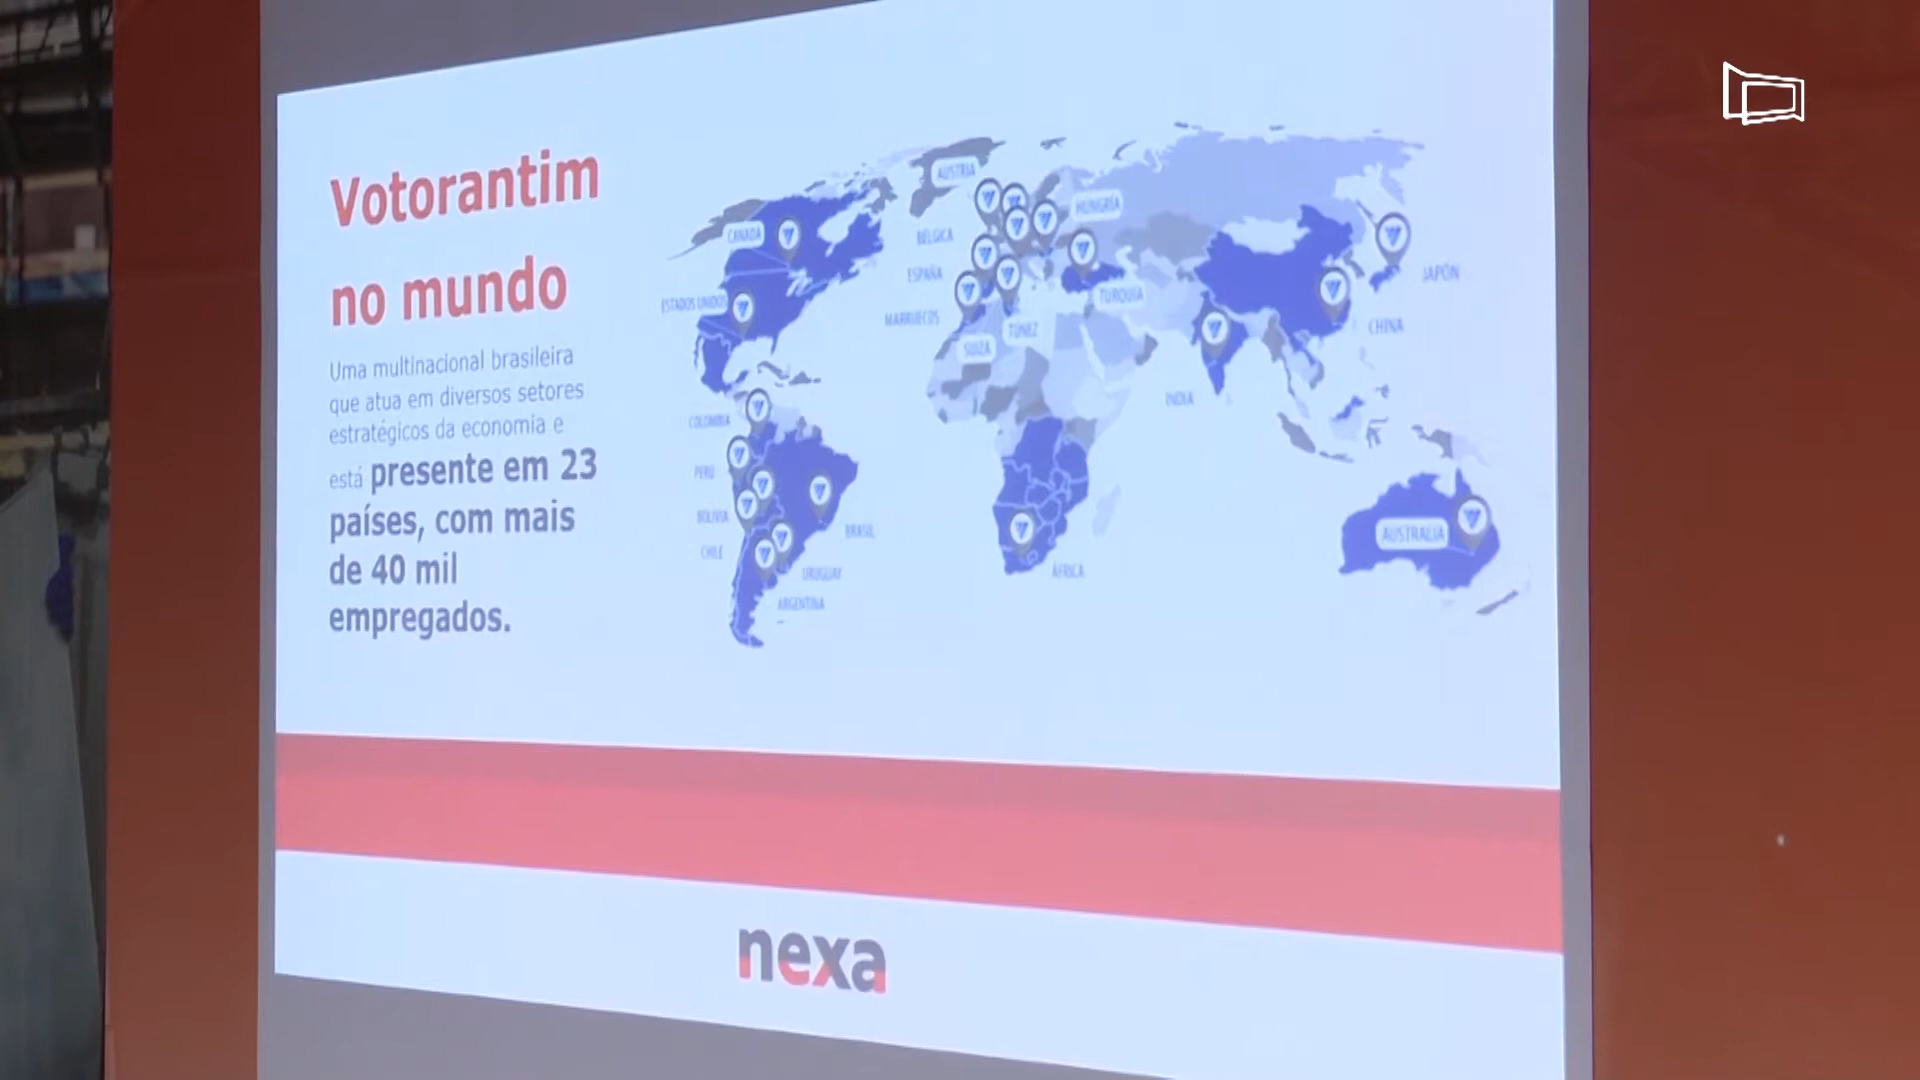 Votorantim
no mundo
Uma multinacional brasileira
que atua em diversos setores
estratégicos da economia e
está presente em 23
países, com mais
de 40 mil
empregados.
AUSTRIA
HUNGRÍA
CANADÁ
BÉLGICA
ESPAÑA
JAPÓN
ESTADOS UNIDOS
TURQUÍA
MARRUECOS
TÚNEZ
CHINA
SUIZA
INDIA
COLOMBIA
PERÚ
BOLIVIA
BRASIL
AUSTRALIA
CHILE
URUGUAY
ÁFRICA
ARGENTINA
nexa